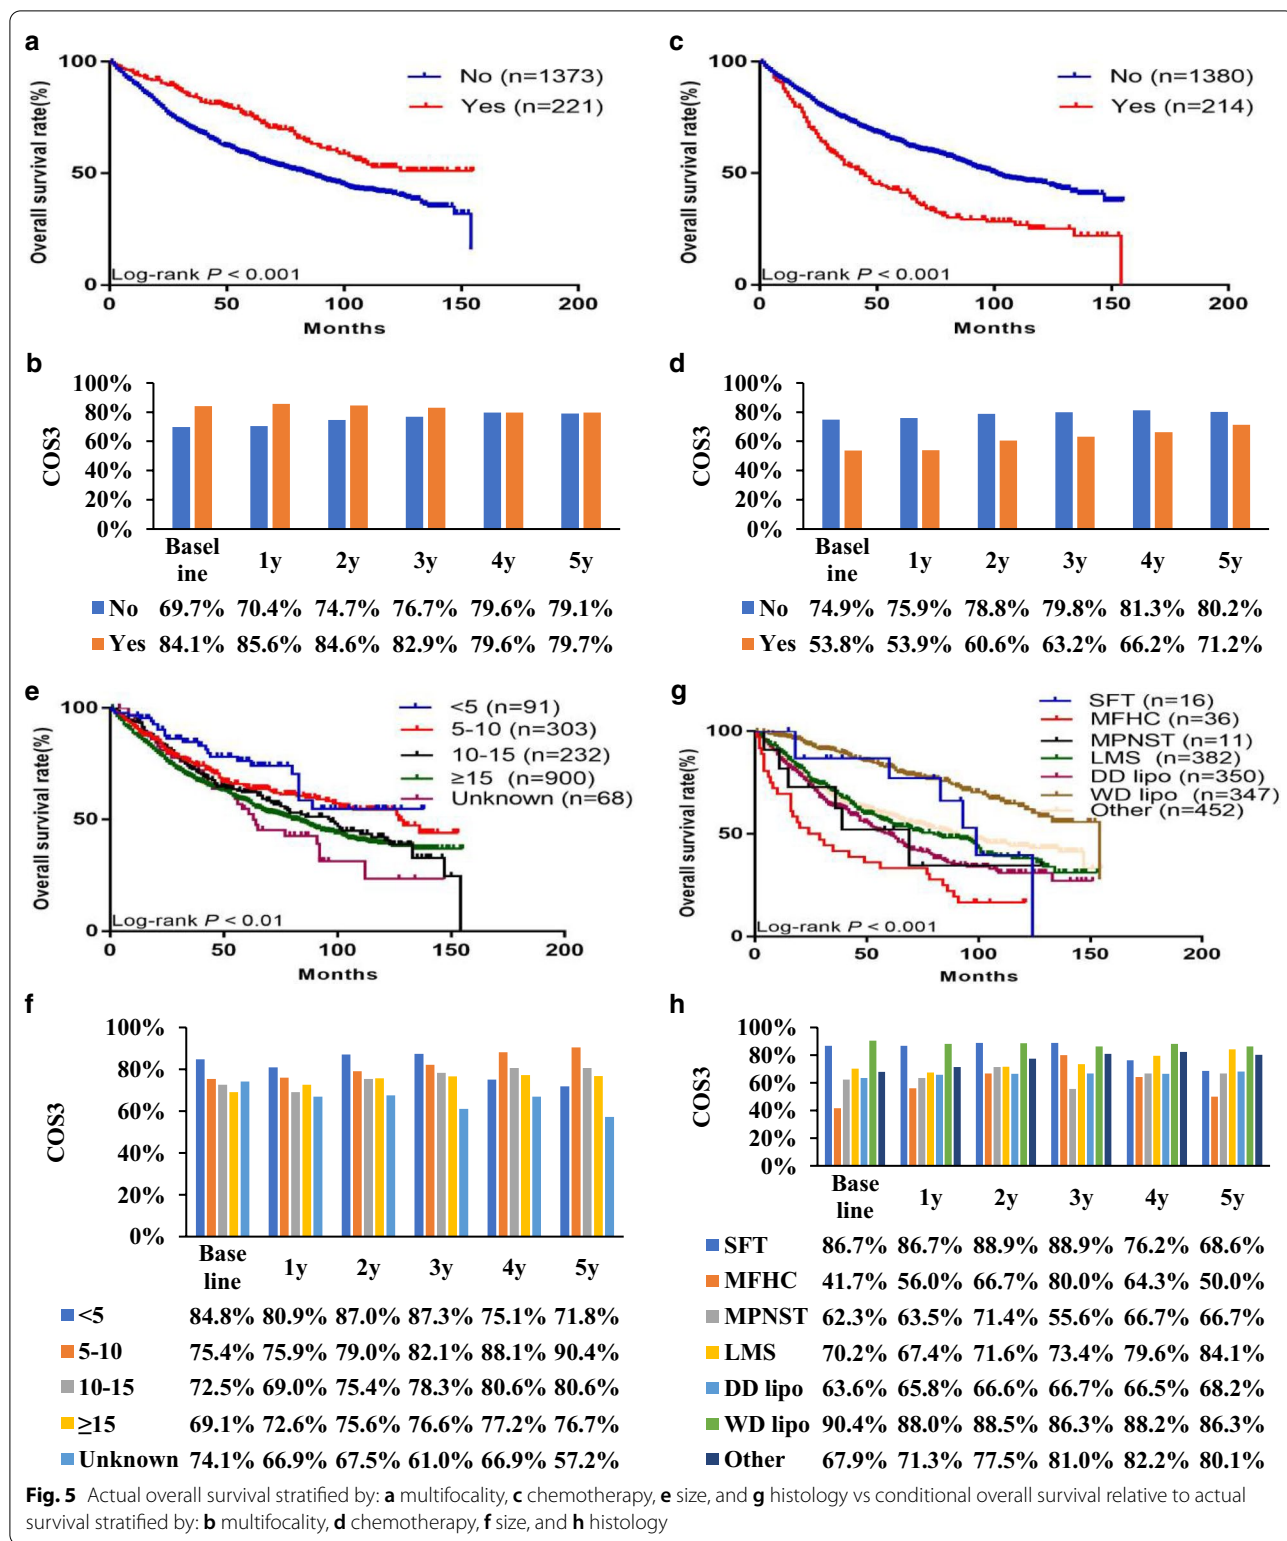 a
100
50
0
Overall survival rate(%)
No (n=1373)
Yes (n=221)
Log-rank P < 0.001
0 50 100 150 200
Months
c
100
50
0
Overall survival rate(%)
No (n=1380)
Yes (n=214)
Log-rank P < 0.001
0 50 100 150 200
Months
b
100%
80%
60%
40%
20%
0%
COS3
Basel
ine 1y 2y 3y 4y 5y
No 69.7% 70.4% 74.7% 76.7% 79.6% 79.1%
Yes 84.1% 85.6% 84.6% 82.9% 79.6% 79.7%
d
100%
80%
60%
40%
20%
0%
COS3
Basel
ine 1y 2y 3y 4y 5y
No 74.9% 75.9% 78.8% 79.8% 81.3% 80.2%
Yes 53.8% 53.9% 60.6% 63.2% 66.2% 71.2%
e
100
50
0
Overall survival rate(%)
<5 (n=91)
5-10 (n=303)
10-15 (n=232)
≥15 (n=900)
Unknown (n=68)
Log-rank P < 0.01
0 50 100 150 200
Months
g
100
50
0
Overall survival rate(%)
SFT (n=16)
MFHC (n=36)
MPNST (n=11)
LMS (n=382)
DD lipo (n=350)
WD lipo (n=347)
Other (n=452)
Log-rank P < 0.001
0 50 100 150 200
Months
f
100%
80%
60%
40%
20%
0%
COS3
Base
line 1y 2y 3y 4y 5y
<5 84.8% 80.9% 87.0% 87.3% 75.1% 71.8%
5-10 75.4% 75.9% 79.0% 82.1% 88.1% 90.4%
10-15 72.5% 69.0% 75.4% 78.3% 80.6% 80.6%
≥15 69.1% 72.6% 75.6% 76.6% 77.2% 76.7%
Unknown 74.1% 66.9% 67.5% 61.0% 66.9% 57.2%
h
100%
80%
60%
40%
20%
0%
COS3
Base
line 1y 2y 3y 4y 5y
SFT 86.7% 86.7% 88.9% 88.9% 76.2% 68.6%
MFHC 41.7% 56.0% 66.7% 80.0% 64.3% 50.0%
MPNST 62.3% 63.5% 71.4% 55.6% 66.7% 66.7%
LMS 70.2% 67.4% 71.6% 73.4% 79.6% 84.1%
DD lipo 63.6% 65.8% 66.6% 66.7% 66.5% 68.2%
WD lipo 90.4% 88.0% 88.5% 86.3% 88.2% 86.3%
Other 67.9% 71.3% 77.5% 81.0% 82.2% 80.1%
Fig. 5 Actual overall survival stratified by: a multifocality, c chemotherapy, e size, and g histology vs conditional overall survival relative to actual
survival stratified by: b multifocality, d chemotherapy, f size, and h histology